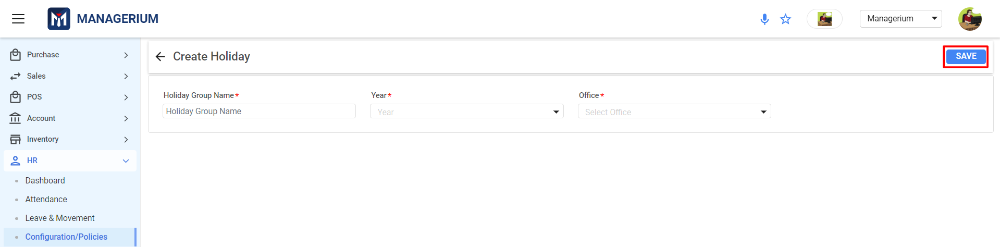 MANAGERIUM
Managerium
Purchase
Sales
POS
Account
Inventory
HR
Dashboard
Attendance
Leave & Movement
Configuration/Policies
Create Holiday
SAVE
Holiday Group Name*
Holiday Group Name
Year*
Year
Office*
Select Office